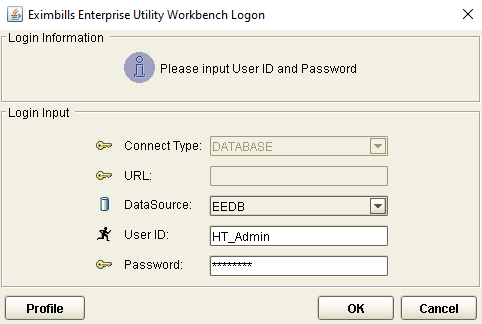 Eximbills Enterprise Utility Workbench Logon
Login Information
Please input User ID and Password
Login Input
Connect Type: DATABASE
URL:
DataSource: EEDB
User ID: HT_Admin
Password: ********
Profile OK Cancel